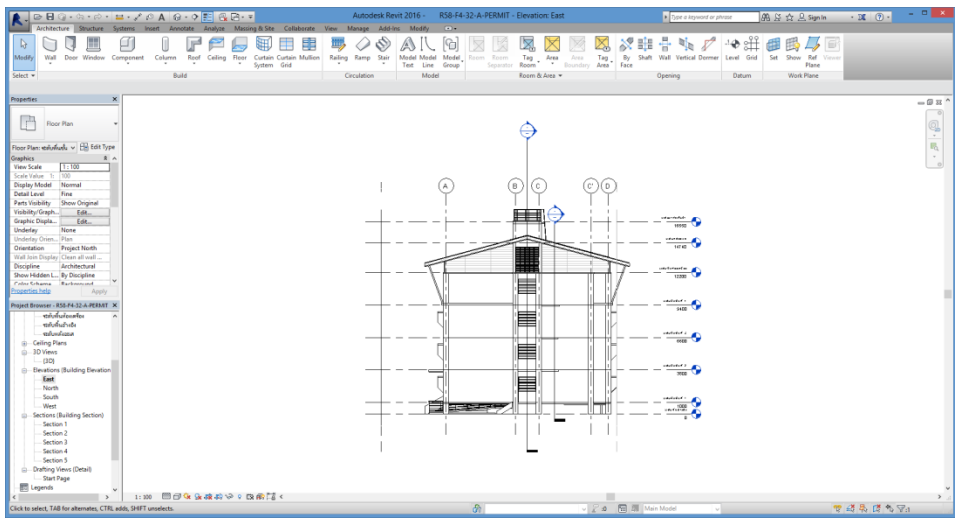 Autodesk Revit 2016 - R58-F4-32-A-PERMIT - Elevation: East
Type a keyword or phrase
Sign In
Architecture Structure Systems Insert Annotate Analyze Massing & Site Collaborate View Manage Add-Ins Modify
Modify Wall Door Window Component Column Roof Ceiling Floor Curtain System Curtain Grid Mullion Railing Ramp Stair Model Text Model Line Model Group Room Room Separator Tag Room Area Area Boundary Tag Area By Face Shaft Wall Vertical Dormer Level Grid Set Show Ref Plane Viewer
Select Build Circulation Model Room & Area Opening Datum Work Plane
Properties
Floor Plan
Floor Plan: Edit Type
Graphics
View Scale 1 : 100
Scale Value 1: 100
Display Model Normal
Detail Level Fine
Parts Visibility Show Original
Visibility/Graph... Edit...
Graphic Displa... Edit...
Underlay None
Underlay Orien... Plan
Orientation Project North
Wall Join Display Clean all wall ...
Discipline Architectural
Show Hidden L... By Discipline
Color Scheme Background
Properties help Apply
Project Browser - R58-F4-32-A-PERMIT
Ceiling Plans
3D Views
{3D}
Elevations (Building Elevation
East
North
South
West
Sections (Building Section)
Section 1
Section 2
Section 3
Section 4
Section 5
Drafting Views (Detail)
Start Page
Legends
A B C C' D
1 : 100
Click to select, TAB for alternates, CTRL adds, SHIFT unselects.
:0
Main Model